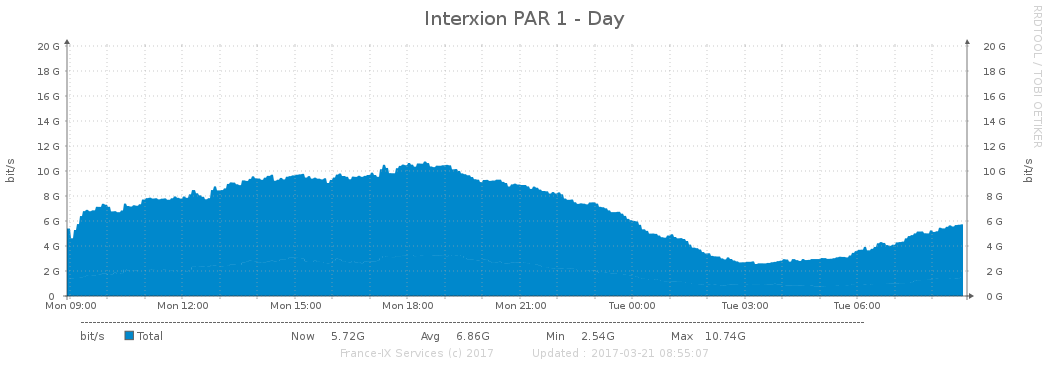 Interxion PAR 1 - Day
RRDTOOL / TOBI OETIKER
20 G 20 G
18 G 18 G
16 G 16 G
14 G 14 G
12 G 12 G
10 G 10 G
8 G 8 G
6 G 6 G
4 G 4 G
2 G 2 G
0 0 G
bit/s bit/s
Mon 09:00 Mon 12:00 Mon 15:00 Mon 18:00 Mon 21:00 Tue 00:00 Tue 03:00 Tue 06:00
bit/s Total Now 5.72G Avg 6.86G Min 2.54G Max 10.74G
France-IX Services (c) 2017 Updated : 2017-03-21 08:55:07